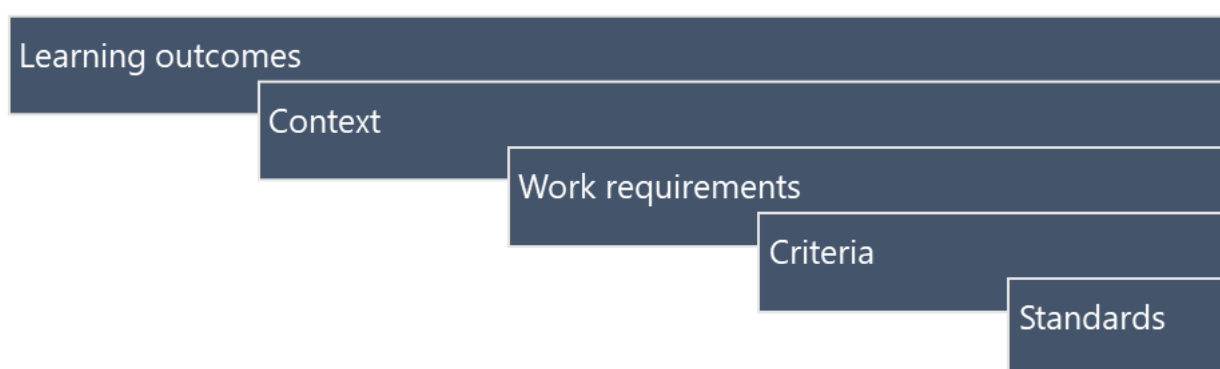 Learning outcomes
Context
Work requirements
Criteria
Standards